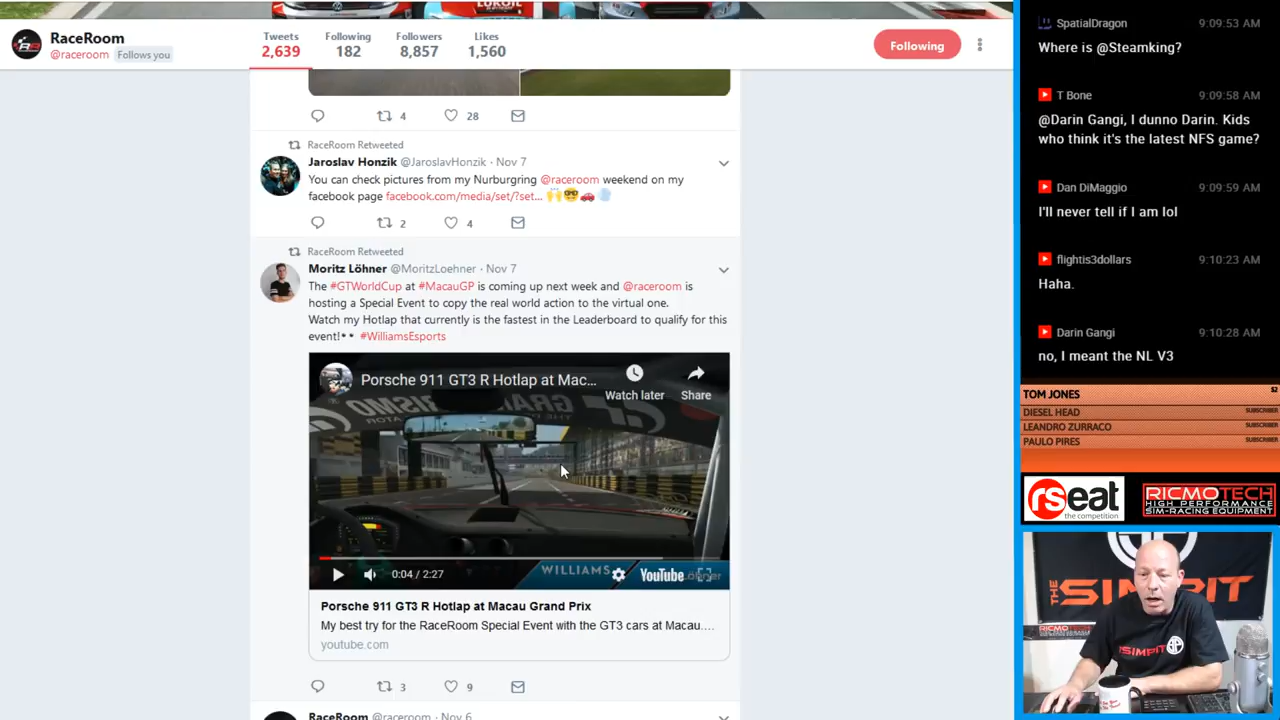 LUKOIL
RaceRoom
@raceroom Follows you
Tweets
2,639
Following
182
Followers
8,857
Likes
1,560
Following
4
28
RaceRoom Retweeted
Jaroslav Honzik @JaroslavHonzik · Nov 7
You can check pictures from my Nurburgring @raceroom weekend on my
facebook page facebook.com/media/set/?set...
2
4
RaceRoom Retweeted
Moritz Löhner @MoritzLoehner · Nov 7
The #GTWorldCup at #MacauGP is coming up next week and @raceroom is
hosting a Special Event to copy the real world action to the virtual one.
Watch my Hotlap that currently is the fastest in the Leaderboard to qualify for this
event!** #WilliamsEsports
Porsche 911 GT3 R Hotlap at Mac...
Watch later
Share
0:04 / 2:27
WILLIAMS
YouTube
Porsche 911 GT3 R Hotlap at Macau Grand Prix
My best try for the RaceRoom Special Event with the GT3 cars at Macau....
youtube.com
3
9
RaceRoom @raceroom · Nov 6
SpatialDragon 9:09:53 AM
Where is @Steamking?
T Bone 9:09:58 AM
@Darin Gangi, I dunno Darin. Kids
who think it's the latest NFS game?
Dan DiMaggio 9:09:59 AM
I'll never tell if I am lol
flightis3dollars 9:10:23 AM
Haha.
Darin Gangi 9:10:28 AM
no, I meant the NL V3
TOM JONES
DIESEL HEAD SUBSCRIBER
LEANDRO ZURRACO SUBSCRIBER
PAULO PIRES SUBSCRIBER
rseat
the competition
RICMOTECH
HIGH PERFORMANCE
SIM-RACING EQUIPMENT
THE SIMPIT
RICMOTECH
THE SIMPIT